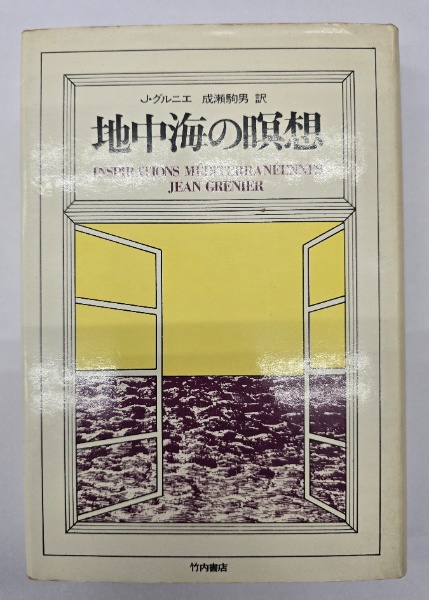 J・グルニエ 成瀬駒男 訳
地中海の瞑想
INSPIRATIONS MÉDITERRANÉENNES
JEAN GRENIER
竹内書店